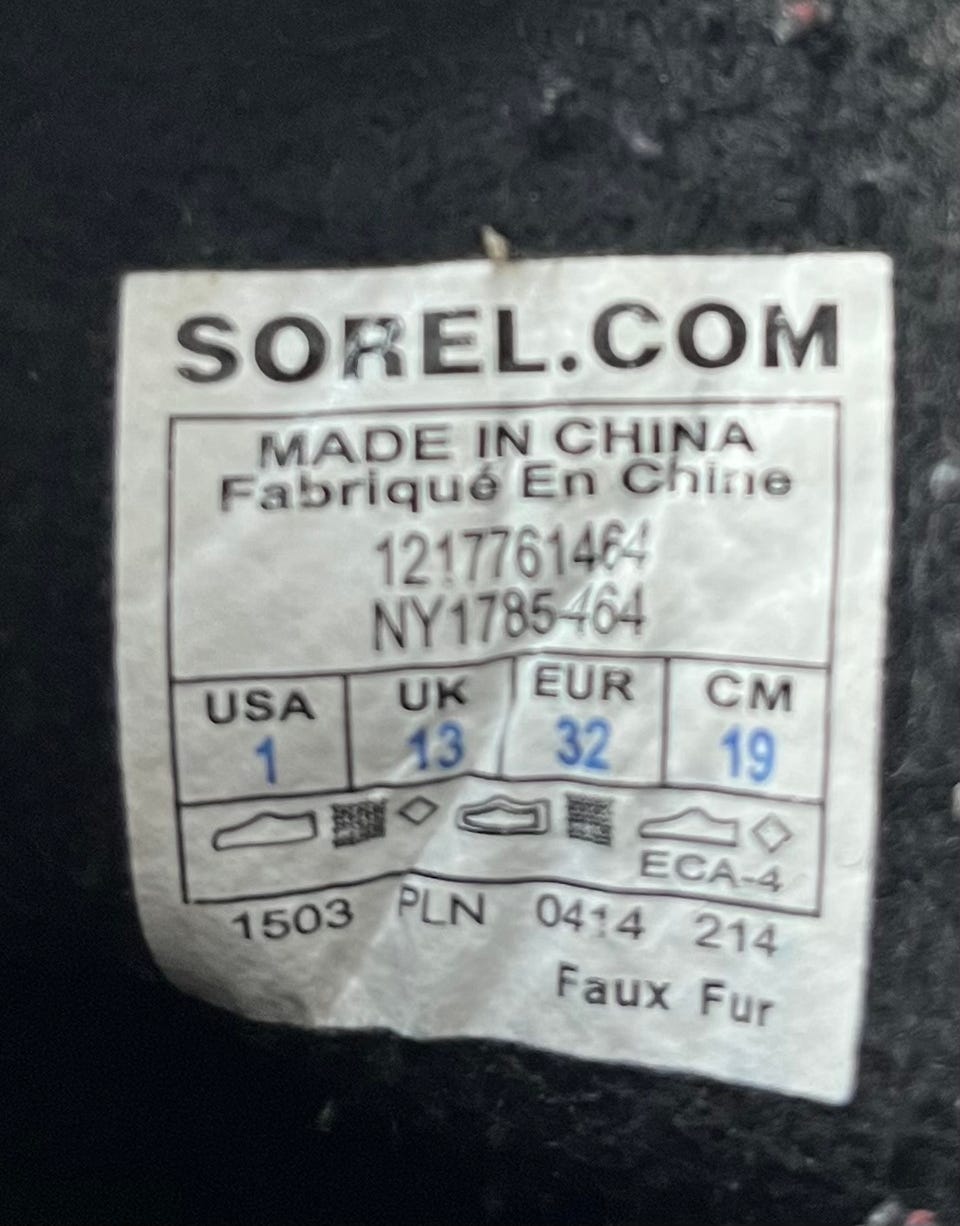 SOREL.COM
MADE IN CHINA
Fabriqué En Chine
1217761464
NY1785-464
USA UK EUR CM
1 13 32 19
ECA-4
1503 PLN 0414 214
Faux Fur